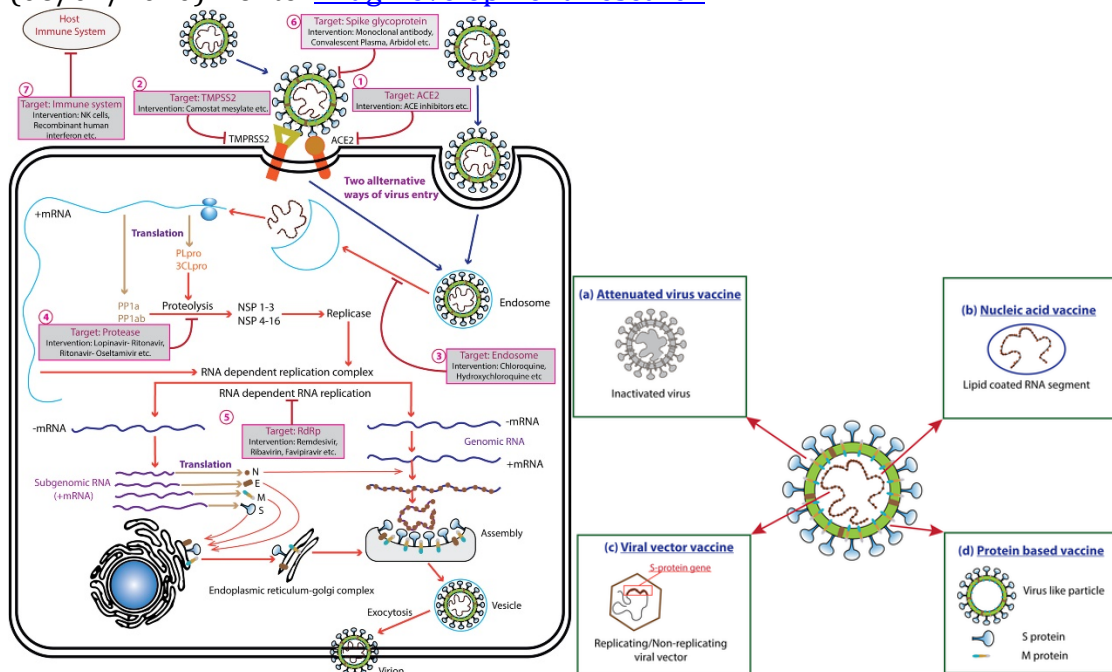 Host
Immune System
⑥
Target: Spike glycoprotein
Intervention: Monoclonal antibody,
Convalescent Plasma, Arbidol etc.
⑦
Target: Immune system
Intervention: NK cells,
Recombinant human
interferon etc.
②
Target: TMPSS2
Intervention: Camostat mesylate etc.
①
Target: ACE2
Intervention: ACE inhibitors etc.
TMPRSS2
ACE2
Two allternative
ways of virus entry
+mRNA
Translation
PLpro
3CLpro
PP1a
PP1ab
Proteolysis
NSP 1-3
NSP 4-16
Replicase
Endosome
④
Target: Protease
Intervention: Lopinavir- Ritonavir,
Ritonavir- Oseltamivir etc.
③
Target: Endosome
Intervention: Chloroquine,
Hydroxychloroquine etc
RNA dependent replication complex
RNA dependent RNA replication
⑤
Target: RdRp
Intervention: Remdesivir,
Ribavirin, Favipiravir etc.
-mRNA
-mRNA
Genomic RNA
+mRNA
Translation
Subgenomic RNA
(+mRNA)
N
E
M
S
Assembly
Endoplasmic reticulum-golgi complex
Exocytosis
Vesicle
Virion
(a) Attenuated virus vaccine
Inactivated virus
(b) Nucleic acid vaccine
Lipid coated RNA segment
(c) Viral vector vaccine
S-protein gene
Replicating/Non-replicating
viral vector
(d) Protein based vaccine
Virus like particle
S protein
M protein